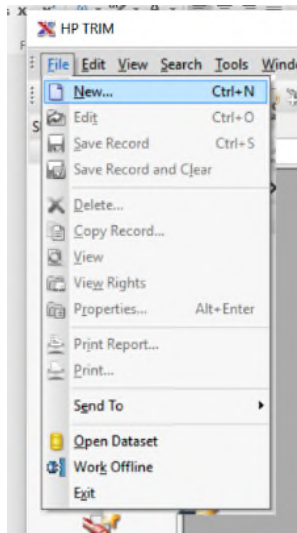 HP TRIM
File Edit View Search Tools
New... Ctrl+N
Edit Ctrl+O
Save Record Ctrl+S
Save Record and Clear
Delete...
Copy Record...
View
View Rights
Properties... Alt+Enter
Print Report...
Print...
Send To
Open Dataset
Work Offline
Exit